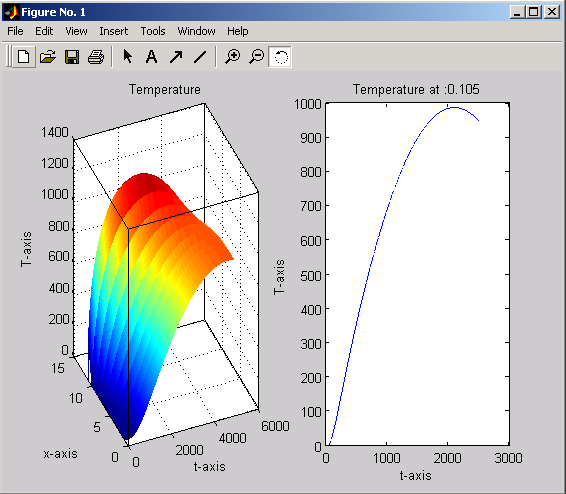 Figure No. 1
File Edit View Insert Tools Window Help
A
Temperature
1400
1200
1000
800
600
400
200
0
T-axis
15
10
5
0
x-axis
0
2000
4000
6000
t-axis
Temperature at :0.105
1000
900
800
700
600
500
400
300
200
100
0
T-axis
0 1000 2000 3000
t-axis